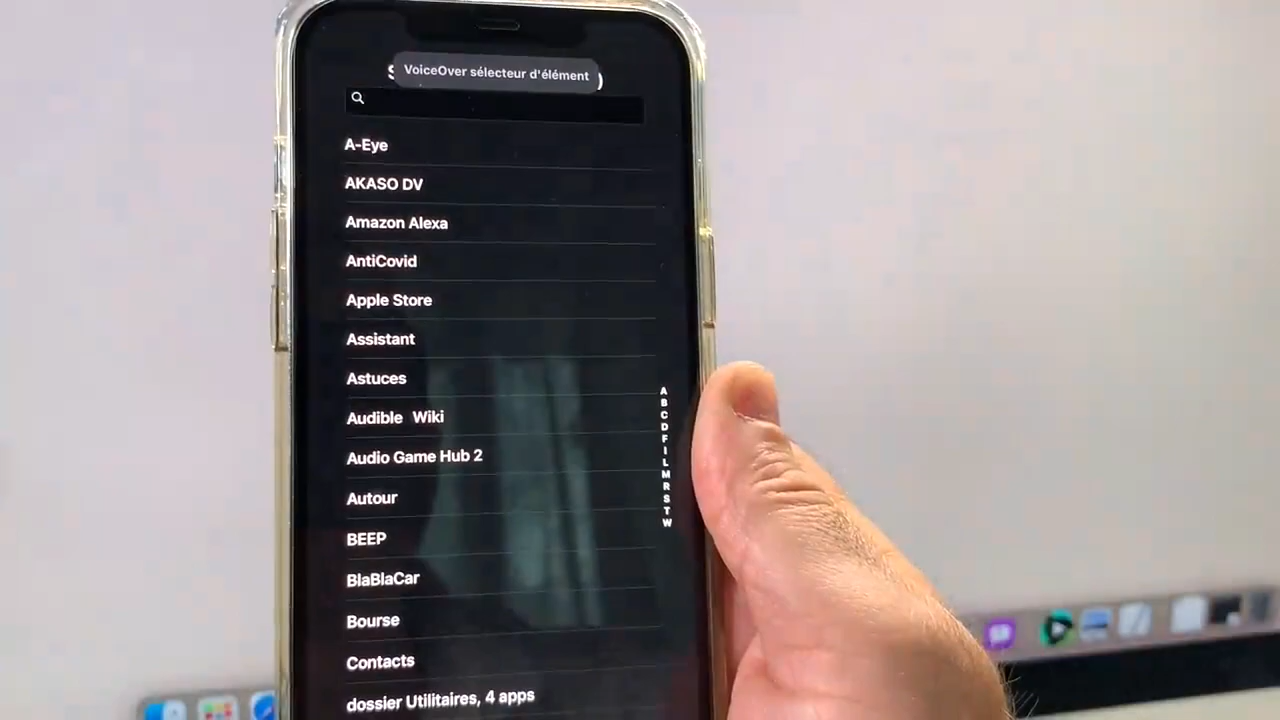 VoiceOver sélecteur d'élément
A-Eye
AKASO DV
Amazon Alexa
AntiCovid
Apple Store
Assistant
Astuces
Audible Wiki
Audio Game Hub 2
Autour
BEEP
BlaBlaCar
Bourse
Contacts
dossier Utilitaires, 4 apps
A
B
C
D
F
I
L
M
R
S
T
W